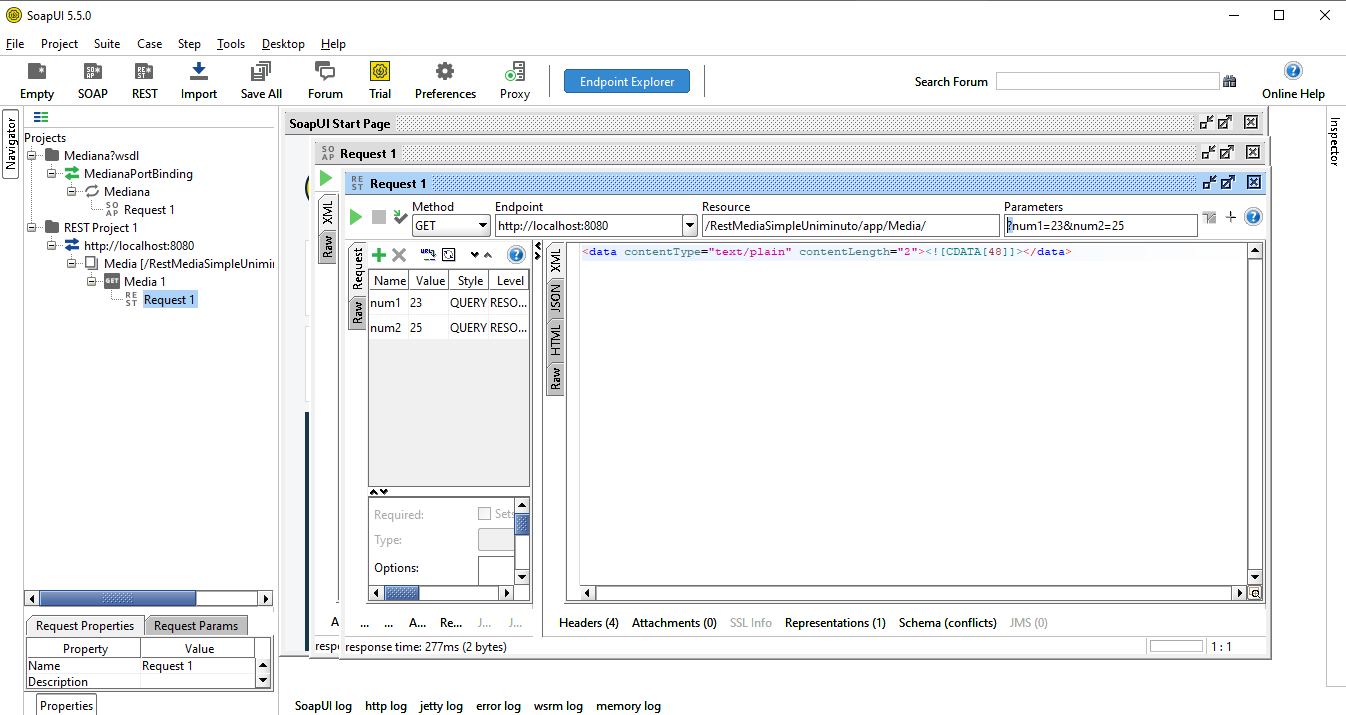 SoapUI 5.5.0
File Project Suite Case Step Tools Desktop Help
Empty SOAP REST Import Save All Forum Trial Preferences Proxy Endpoint Explorer Search Forum Online Help
Navigator
Projects
Mediana?wsdl
MedianaPortBinding
Mediana
SOAP Request 1
REST Project 1
http://localhost:8080
Media [/RestMediaSimpleUniminu
GET Media 1
REST Request 1
Request Properties Request Params
Property Value
Name Request 1
Description
Properties
SoapUI Start Page
SOAP Request 1
XML
Raw
REST Request 1
Method Endpoint Resource Parameters
GET http://localhost:8080 /RestMediaSimpleUniminuto/app/Media/ ?num1=23&num2=25
Request
Raw
Name Value Style Level
num1 23 QUERY RESO...
num2 25 QUERY RESO...
Required: Sets
Type:
Options:
A ... ... A... Re... J... J...
XML
JSON
HTML
Raw
<data contentType="text/plain" contentLength="2"><![CDATA[48]]></data>
Headers (4) Attachments (0) SSL Info Representations (1) Schema (conflicts) JMS (0)
respo response time: 277ms (2 bytes) 1 : 1
Inspector
SoapUI log http log jetty log error log wsrm log memory log